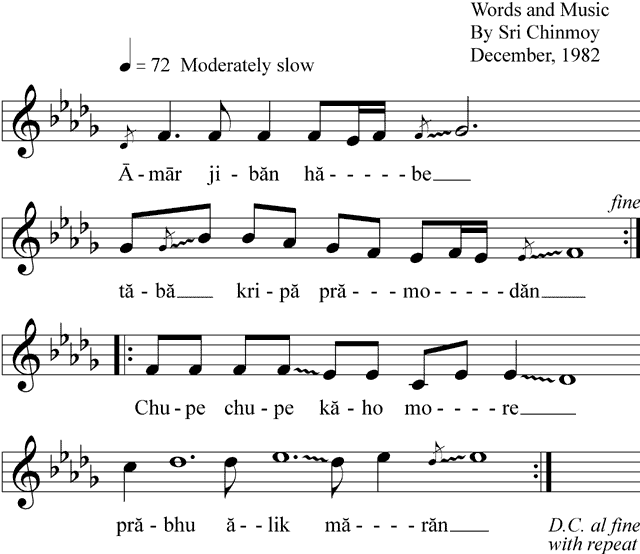 Words and Music
By Sri Chinmoy
December, 1982
= 72 Moderately slow
Ā - mār ji - băn hă - - - - - be
fine
tă - bă kri - pă pră - - - mo - - - - - dăn
Chu - pe chu - pe kă - ho mo - - - - re
pră - bhu ă - lik mă - - - - răn
D.C. al fine
with repeat